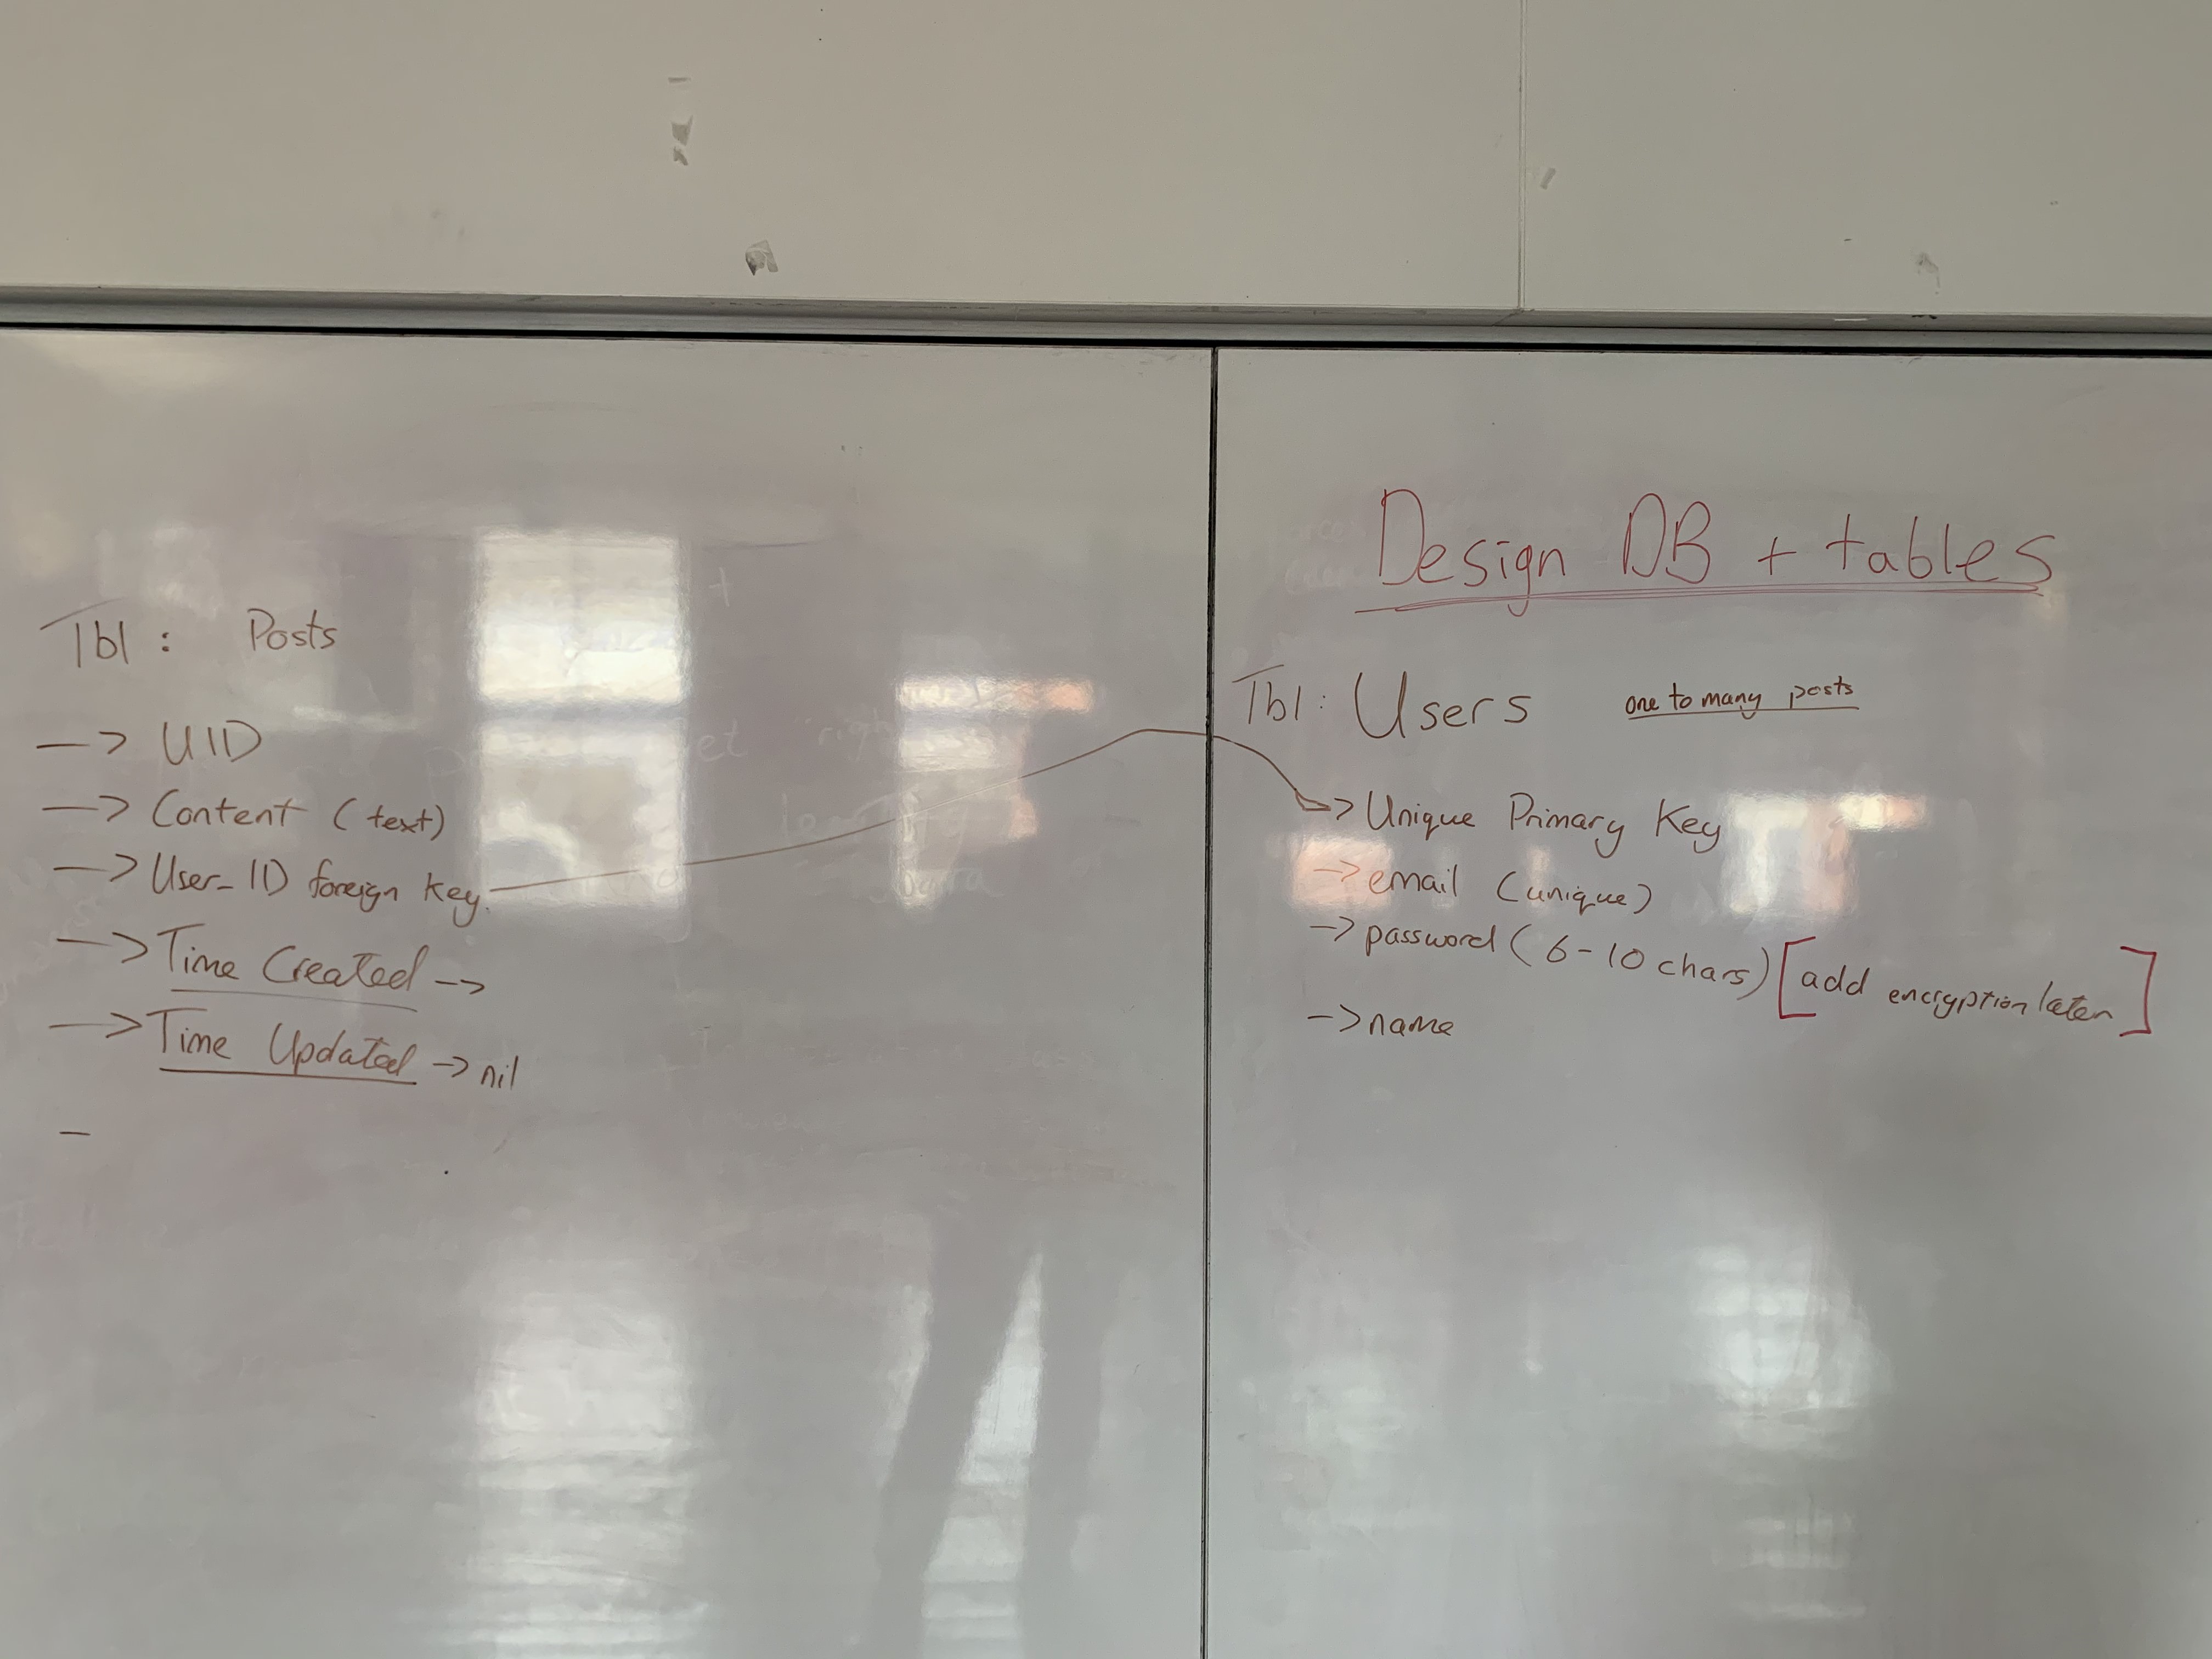 Tbl : Posts
--> UID
--> Content (text)
--> User_ID foreign key.
--> Time Created -->
--> Time Updated -> nil
-
Design DB + tables
Tbl : Users one to many posts
-> Unique Primary Key
-> email (unique)
-> password (6-10 chars) [add encryption later]
-> name